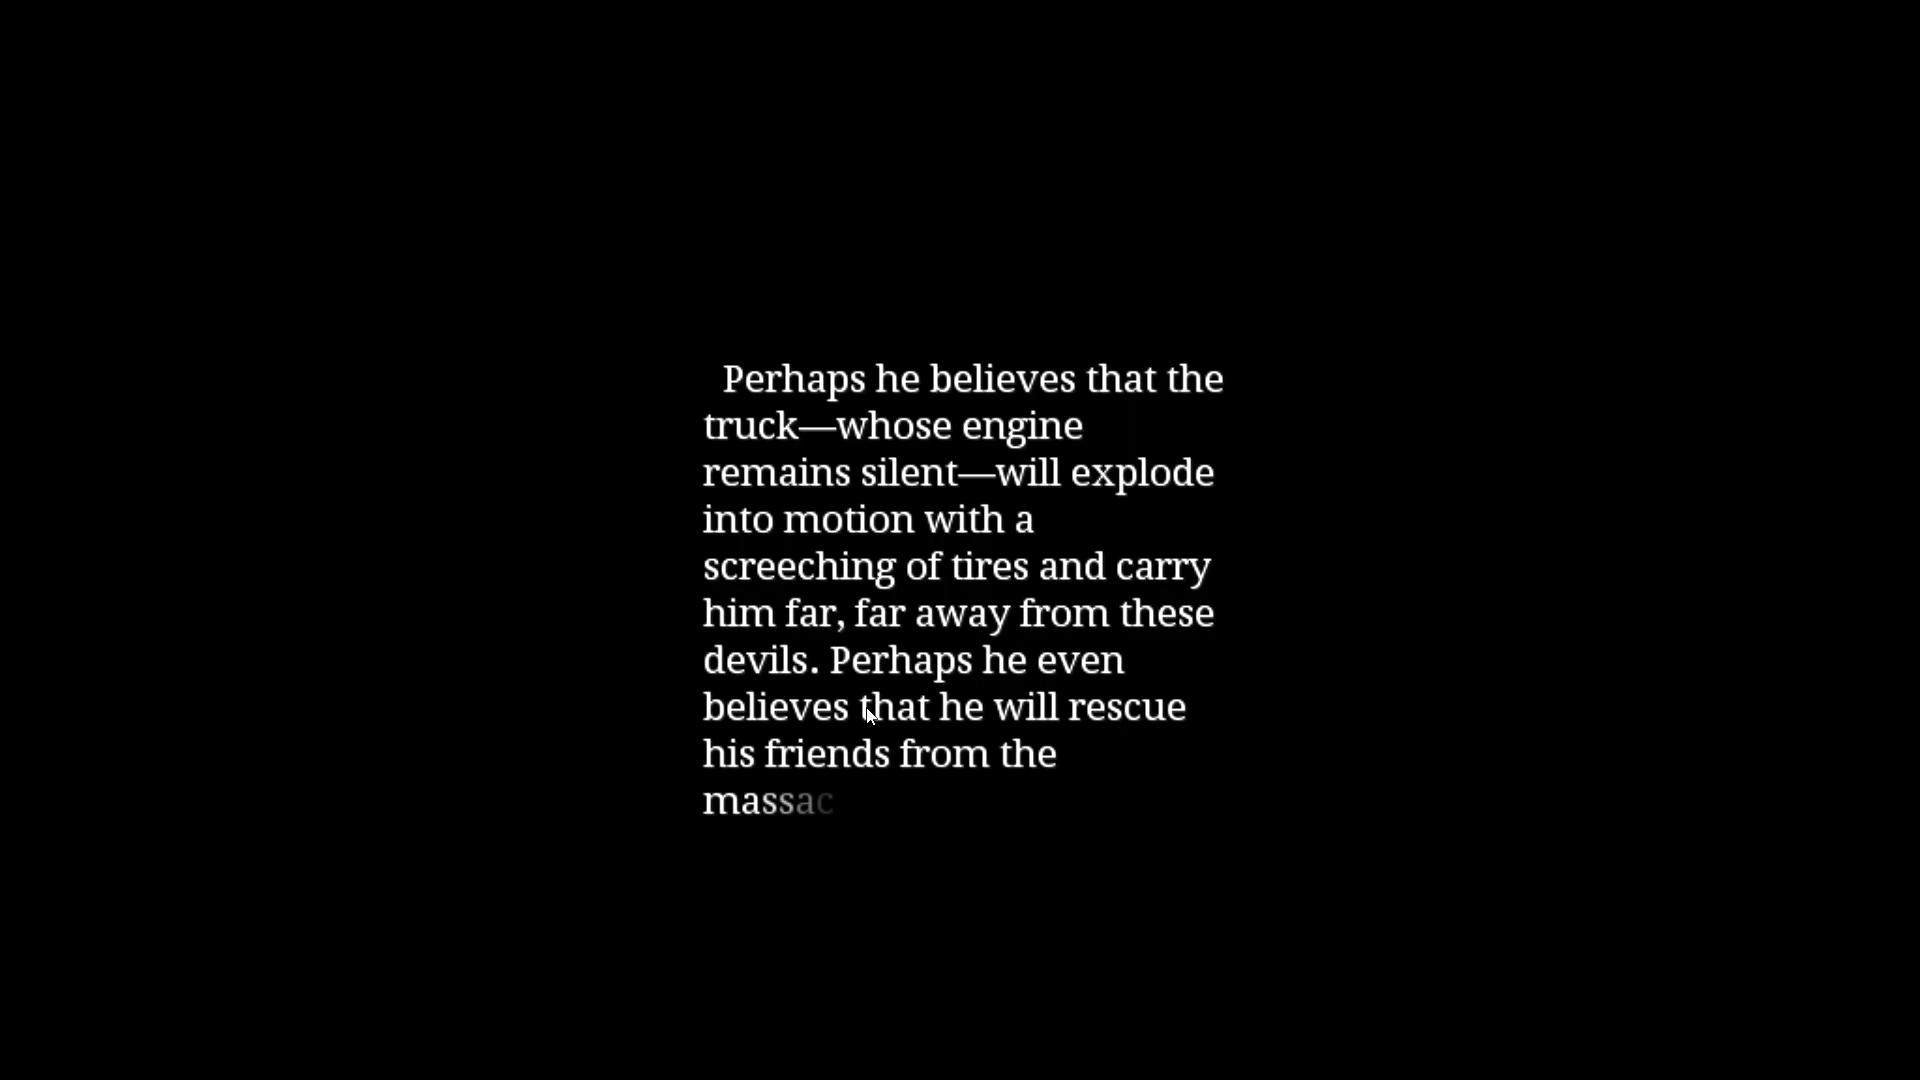 Perhaps he believes that the
truck—whose engine
remains silent—will explode
into motion with a
screeching of tires and carry
him far, far away from these
devils. Perhaps he even
believes that he will rescue
his friends from the
massac